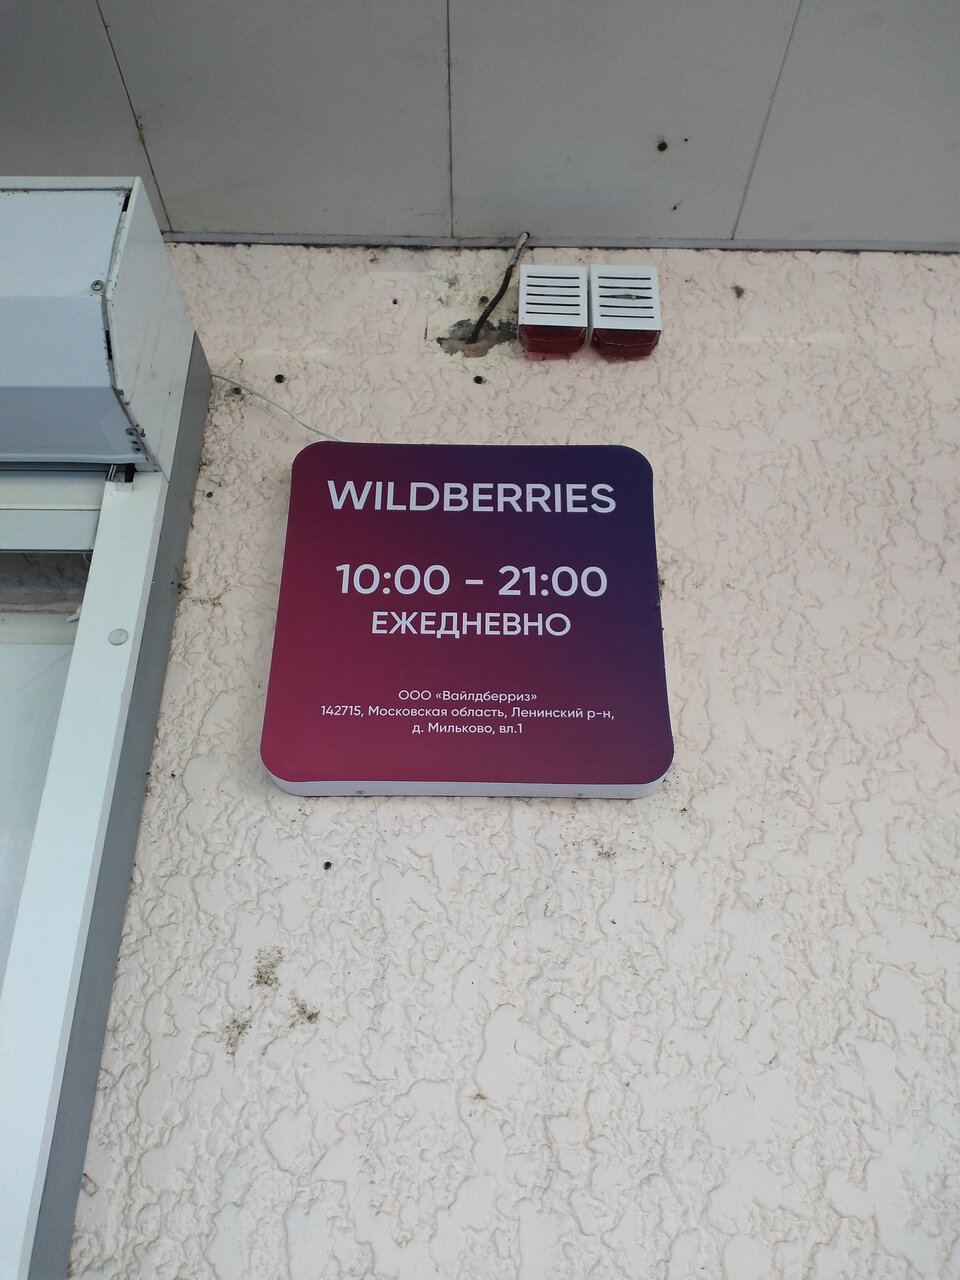 WILDBERRIES
10:00 - 21:00
ЕЖЕДНЕВНО
ООО «Вайлдберриз»
142715, Московская область, Ленинский р-н,
д. Мильково, вл.1